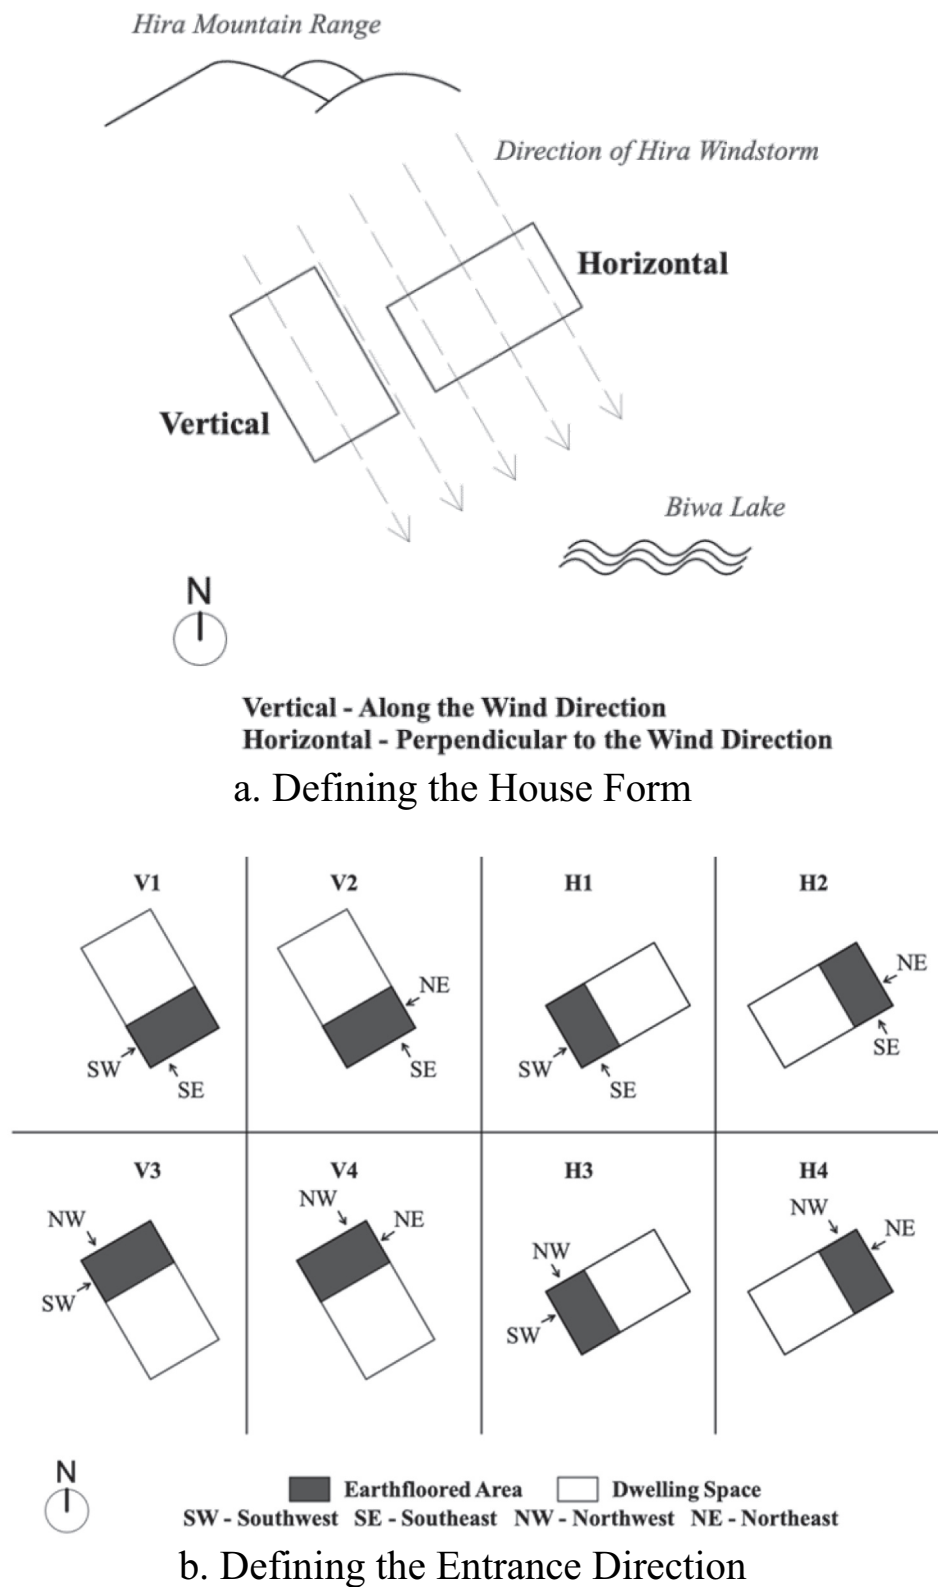 Hira Mountain Range
Direction of Hira Windstorm
Horizontal
Vertical
Biwa Lake
N
Vertical - Along the Wind Direction
Horizontal - Perpendicular to the Wind Direction
a. Defining the House Form
V1 V2 H1 H2
SW SE
NE SE
SW SE
NE SE
V3 V4 H3 H4
NW SW
NW NE
NW SW
NW NE
N
Earthfloored Area Dwelling Space
SW - Southwest SE - Southeast NW - Northwest NE - Northeast
b. Defining the Entrance Direction